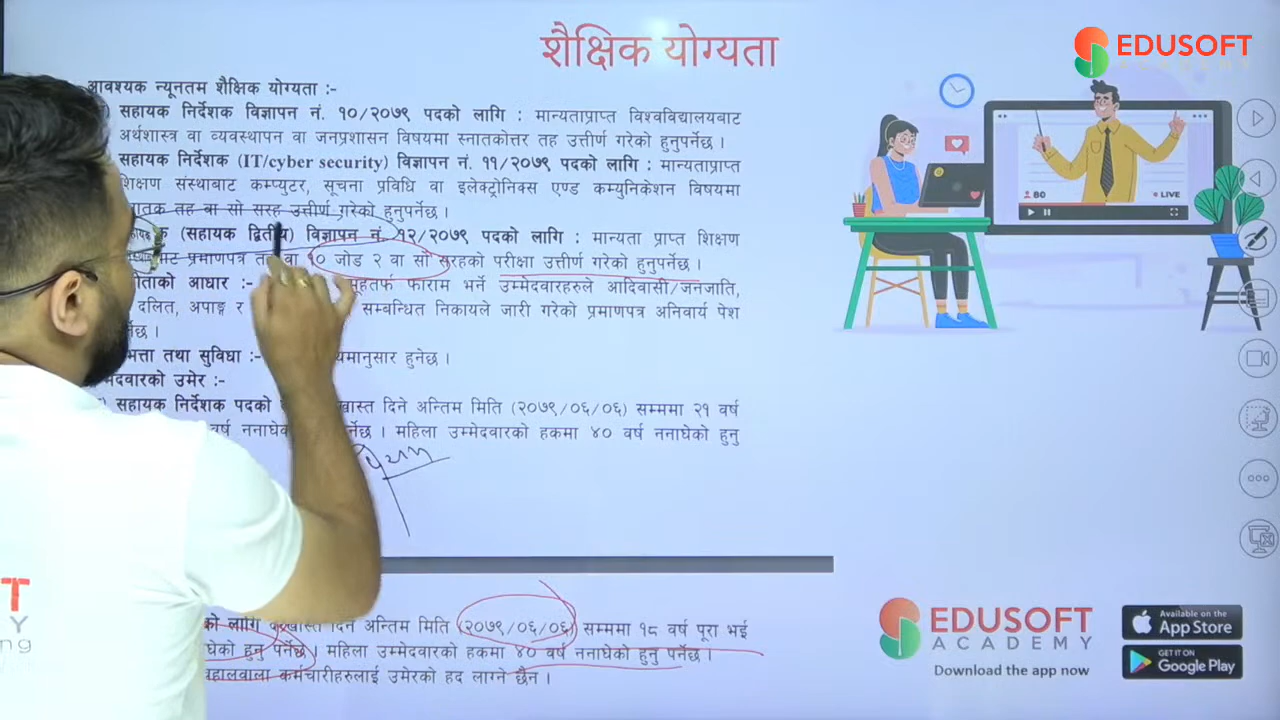 शैक्षिक योग्यता
EDUSOFT
ACADEMY
आवश्यक न्यूनतम शैक्षिक योग्यता :-
सहायक निर्देशक विज्ञापन नं. १०/२०७९ पदको लागि : मान्यताप्राप्त विश्वविद्यालयबाट
अर्थशास्त्र वा व्यवस्थापन वा जनप्रशासन विषयमा स्नातकोत्तर तह उत्तीर्ण गरेको हुनुपर्नेछ ।
सहायक निर्देशक (IT/cyber security) विज्ञापन नं. ११/२०७९ पदको लागि : मान्यताप्राप्त
शिक्षण संस्थाबाट कम्प्युटर, सूचना प्रविधि वा इलेक्ट्रोनिक्स एण्ड कम्युनिकेशन विषयमा
तह वा सो सरह उत्तीर्ण गरेको हुनुपर्नेछ ।
(सहायक द्वितीय) विज्ञापन नं. १२/२०७९ पदको लागि : मान्यता प्राप्त शिक्षण
प्रमाणपत्र वा १० जोड २ वा सो सरहको परीक्षा उत्तीर्ण गरेको हुनुपर्नेछ ।
आधार :- फाराम भर्ने उम्मेदवारहरुले आदिवासी/जनजाति,
दलित, अपाङ्ग र सम्बन्धित निकायले जारी गरेको प्रमाणपत्र अनिवार्य पेश
तथा सुविधा :- हुनेछ ।
उमेर :-
सहायक निर्देशक पदको दिने अन्तिम मिति (२०७९/०६/०६) सम्ममा २१ वर्ष
वर्ष । महिला उम्मेदवारको हकमा ४० वर्ष ननाघेको हुनु
लागि दिने अन्तिम मिति (२०७९/०६/०६) सम्ममा १८ वर्ष पूरा भई
हुनु पर्नेछ । महिला उम्मेदवारको हकमा ४० वर्ष ननाघेको हुनु पर्नेछ ।
कर्मचारीहरुलाई उमेरको हद लाग्ने छैन ।
80
LIVE
EDUSOFT
ACADEMY
Download the app now
Available on the
App Store
GET IT ON
Google Play
T
Y
ng